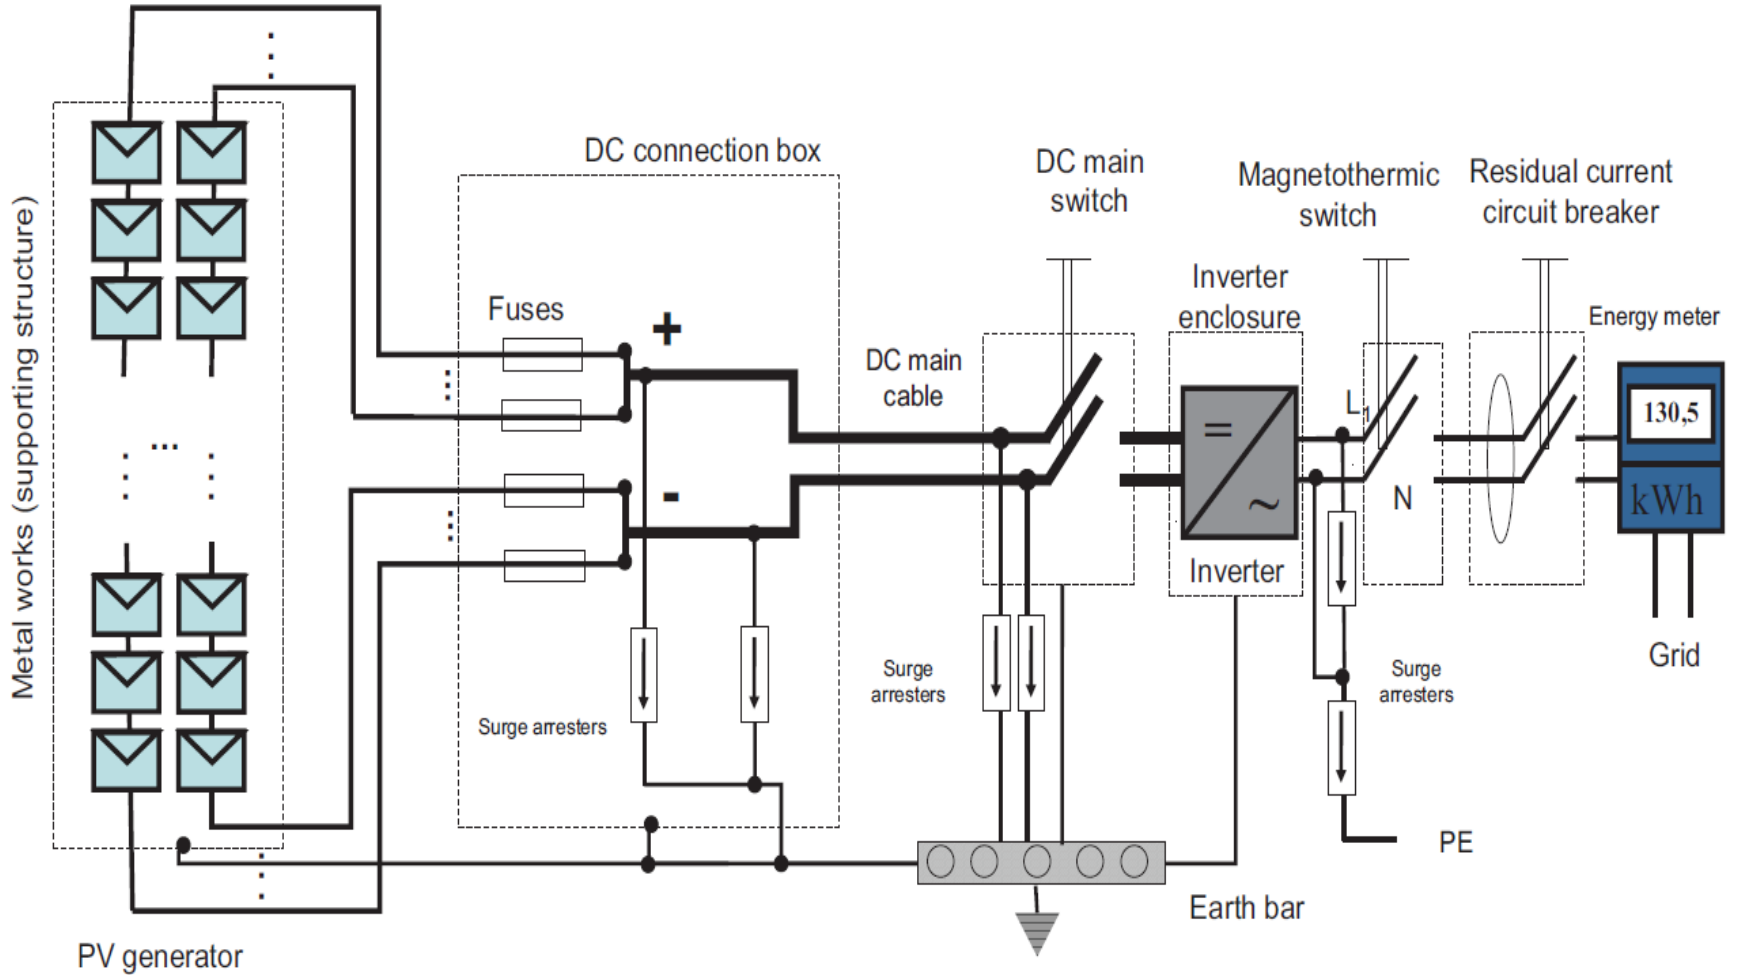 Metal works (supporting structure)
PV generator
DC connection box
Fuses
+
-
Surge arresters
DC main
cable
DC main
switch
Surge
arresters
Inverter
enclosure
=
~
Inverter
Magnetothermic
switch
L1
N
Surge
arresters
PE
Residual current
circuit breaker
Energy meter
130,5
kWh
Grid
Earth bar